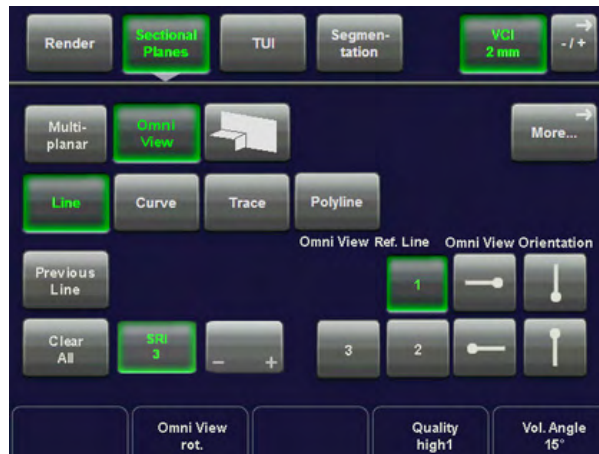 Render
Sectional
Planes
TUI
Segmen-
tation
VCI
2 mm
- / +
Multi-
planar
Omni
View
More...
Line
Curve
Trace
Polyline
Omni View Ref. Line
Omni View Orientation
Previous
Line
1
Clear
All
SRI
3
- +
3
2
Omni View
rot.
Quality
high1
Vol. Angle
15°